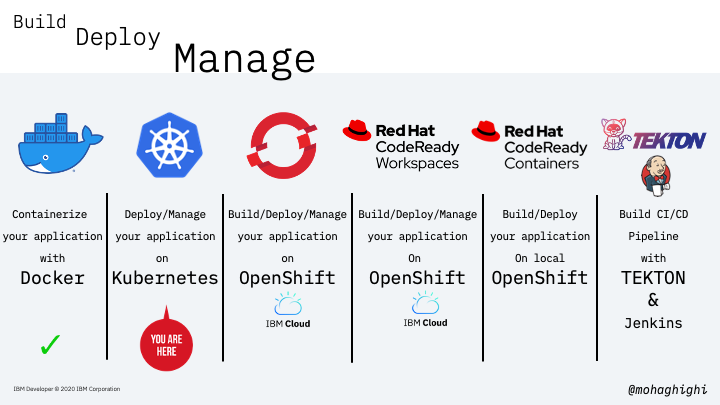 Build
Deploy
Manage
Red Hat
CodeReady
Workspaces
Red Hat
CodeReady
Containers
TEKTON
Containerize
your application
with
Docker
Deploy/Manage
your application
on
Kubernetes
YOU ARE
HERE
Build/Deploy/Manage
your application
on
OpenShift
IBM Cloud
Build/Deploy/Manage
your application
On
OpenShift
IBM Cloud
Build/Deploy
your application
On local
OpenShift
Build CI/CD
Pipeline
with
TEKTON
&
Jenkins
IBM Developer © 2020 IBM Corporation
@mohaghighi